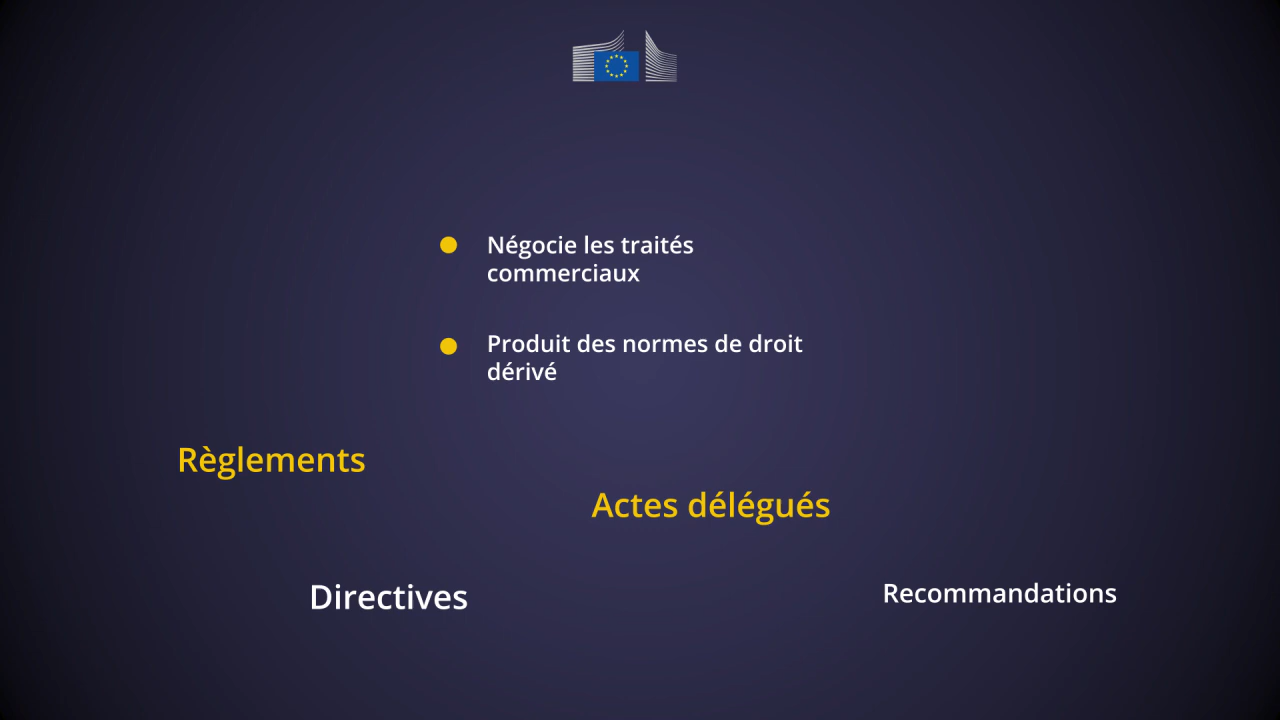 Négocie les traités
commerciaux
Produit des normes de droit
dérivé
Règlements
Actes délégués
Directives
Recommandations